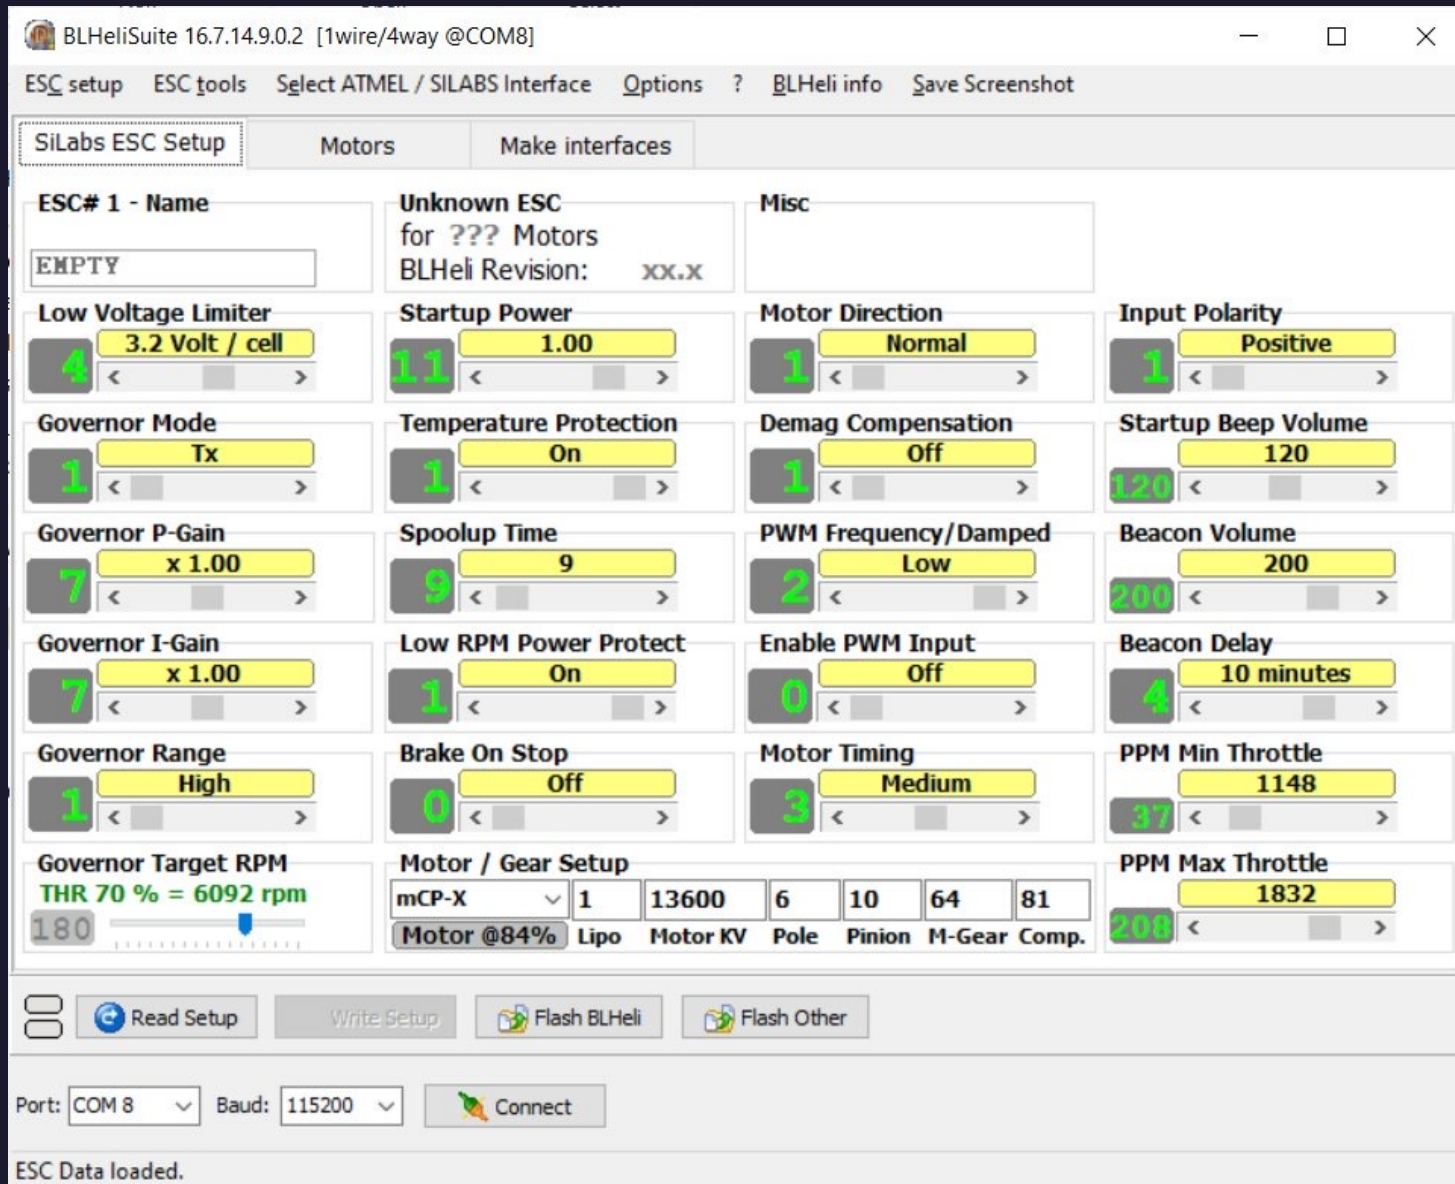 BLHeliSuite 16.7.14.9.0.2 [1wire/4way @COM8]
ESC setup ESC tools Select ATMEL / SILABS Interface Options ? BLHeli info Save Screenshot
SiLabs ESC Setup Motors Make interfaces
ESC# 1 - Name
EMPTY
Unknown ESC
for ??? Motors
BLHeli Revision: xx.x
Misc
Low Voltage Limiter
3.2 Volt / cell
4
Startup Power
1.00
11
Motor Direction
Normal
1
Input Polarity
Positive
1
Governor Mode
Tx
1
Temperature Protection
On
1
Demag Compensation
Off
1
Startup Beep Volume
120
120
Governor P-Gain
x 1.00
7
Spoolup Time
9
9
PWM Frequency/Damped
Low
2
Beacon Volume
200
200
Governor I-Gain
x 1.00
7
Low RPM Power Protect
On
1
Enable PWM Input
Off
0
Beacon Delay
10 minutes
4
Governor Range
High
1
Brake On Stop
Off
0
Motor Timing
Medium
3
PPM Min Throttle
1148
37
Governor Target RPM
THR 70 % = 6092 rpm
180
Motor / Gear Setup
mCP-X 1 13600 6 10 64 81
Motor @84% Lipo Motor KV Pole Pinion M-Gear Comp.
PPM Max Throttle
1832
208
Read Setup Write Setup Flash BLHeli Flash Other
Port: COM 8 Baud: 115200 Connect
ESC Data loaded.